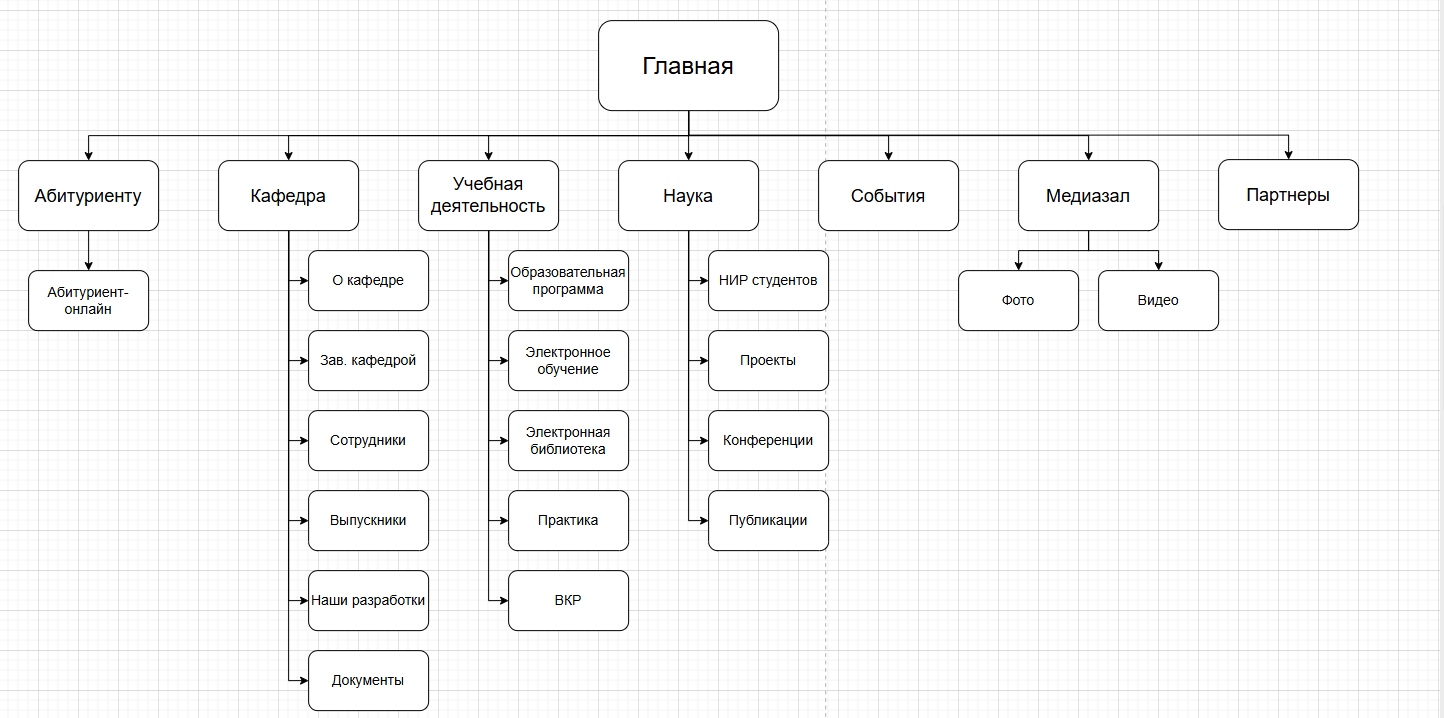 Главная
Абитуриенту
Кафедра
Учебная
деятельность
Наука
События
Медиазал
Партнеры
Абитуриент-
онлайн
О кафедре
Зав. кафедрой
Сотрудники
Выпускники
Наши разработки
Документы
Образовательная
программа
Электронное
обучение
Электронная
библиотека
Практика
ВКР
НИР студентов
Проекты
Конференции
Публикации
Фото
Видео